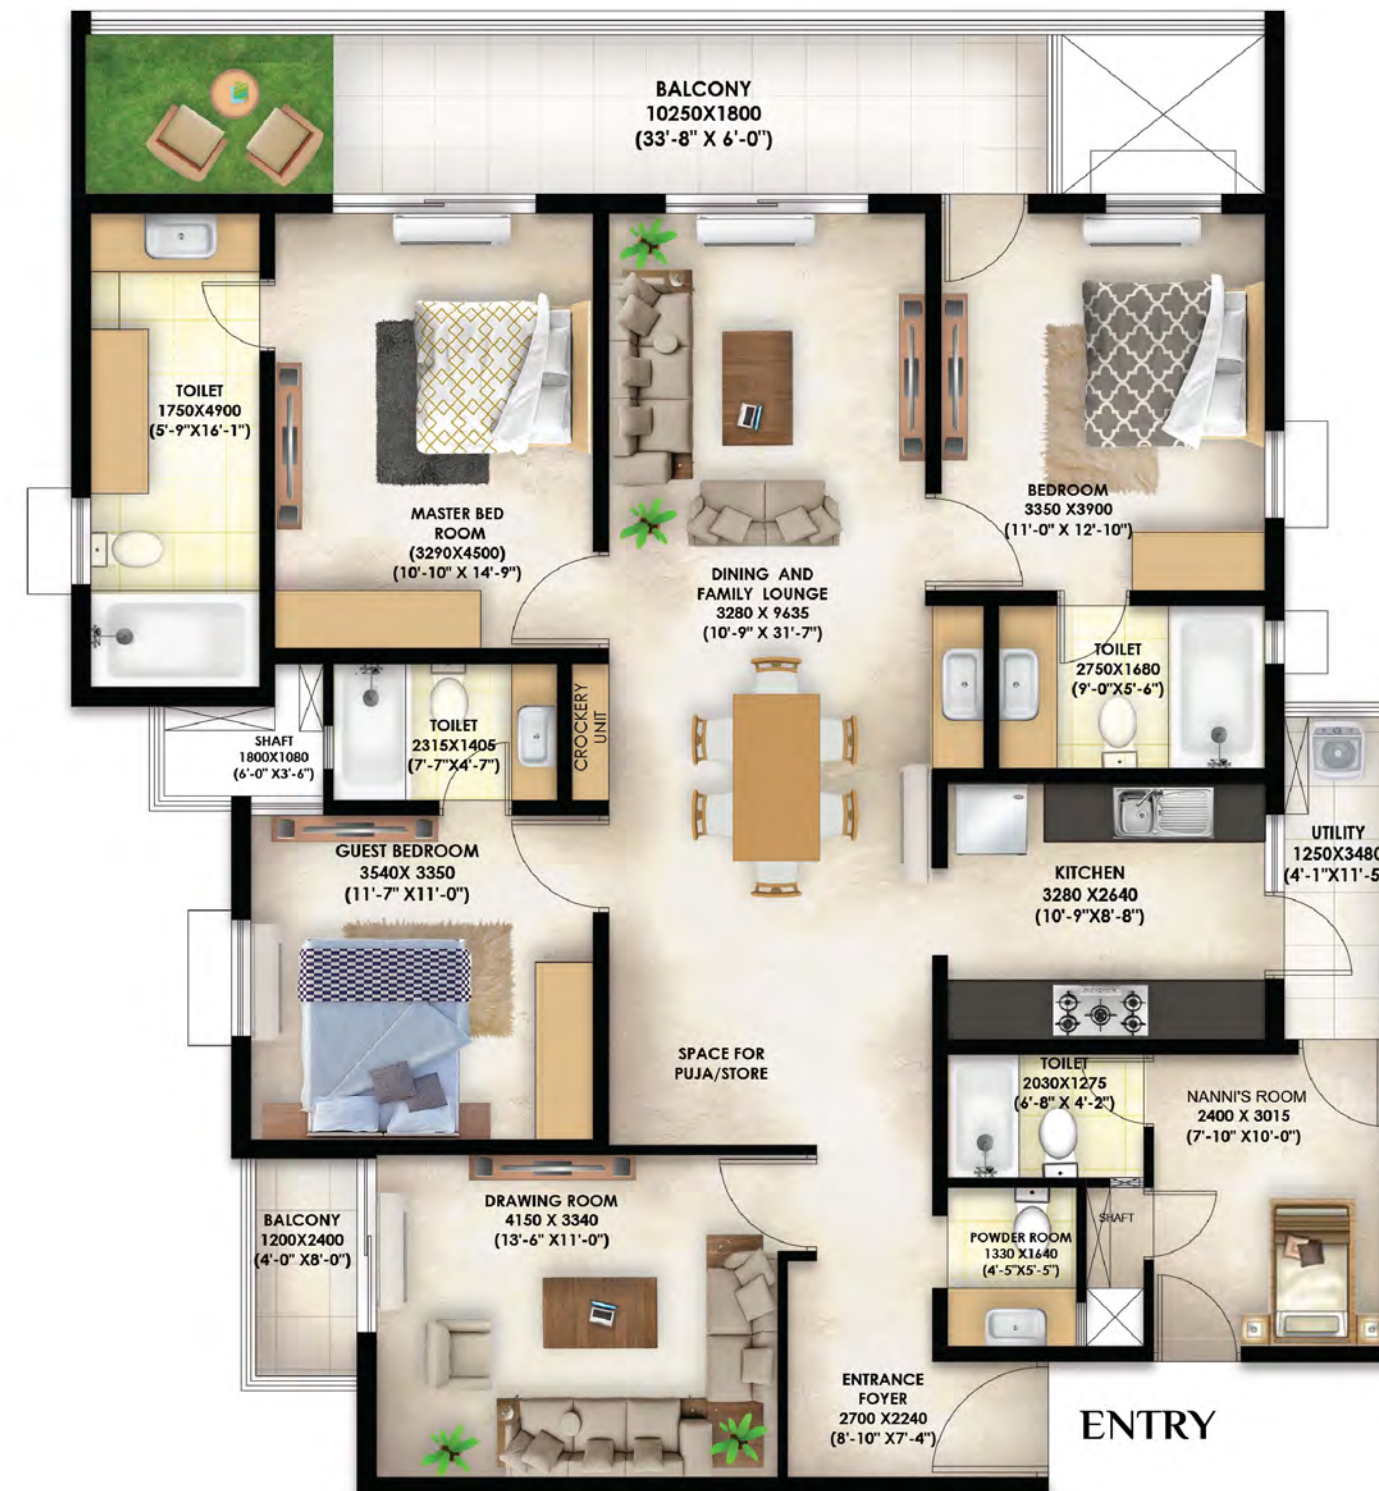 BALCONY
10250X1800
(33'-8" X 6'-0")
TOILET
1750X4900
(5'-9"X16'-1")
MASTER BED
ROOM
(3290X4500)
(10'-10" X 14'-9")
DINING AND
FAMILY LOUNGE
3280 X 9635
(10'-9" X 31'-7")
BEDROOM
3350 X3900
(11'-0" X 12'-10")
TOILET
2750X1680
(9'-0"X5'-6")
SHAFT
1800X1080
(6'-0" X3'-6")
TOILET
2315X1405
(7'-7"X4'-7")
CROCKERY
UNIT
UTILITY
1250X3480
(4'-1"X11'-5
GUEST BEDROOM
3540X 3350
(11'-7" X11'-0")
KITCHEN
3280 X2640
(10'-9"X8'-8")
SPACE FOR
PUJA/STORE
TOILET
2030X1275
(6'-8" X 4'-2")
NANNI'S ROOM
2400 X 3015
(7'-10" X10'-0")
DRAWING ROOM
4150 X 3340
(13'-6" X11'-0")
BALCONY
1200X2400
(4'-0" X8'-0")
SHAFT
POWDER ROOM
1330 X1640
(4'-5"X5'-5")
ENTRANCE
FOYER
2700 X2240
(8'-10" X7'-4")
ENTRY